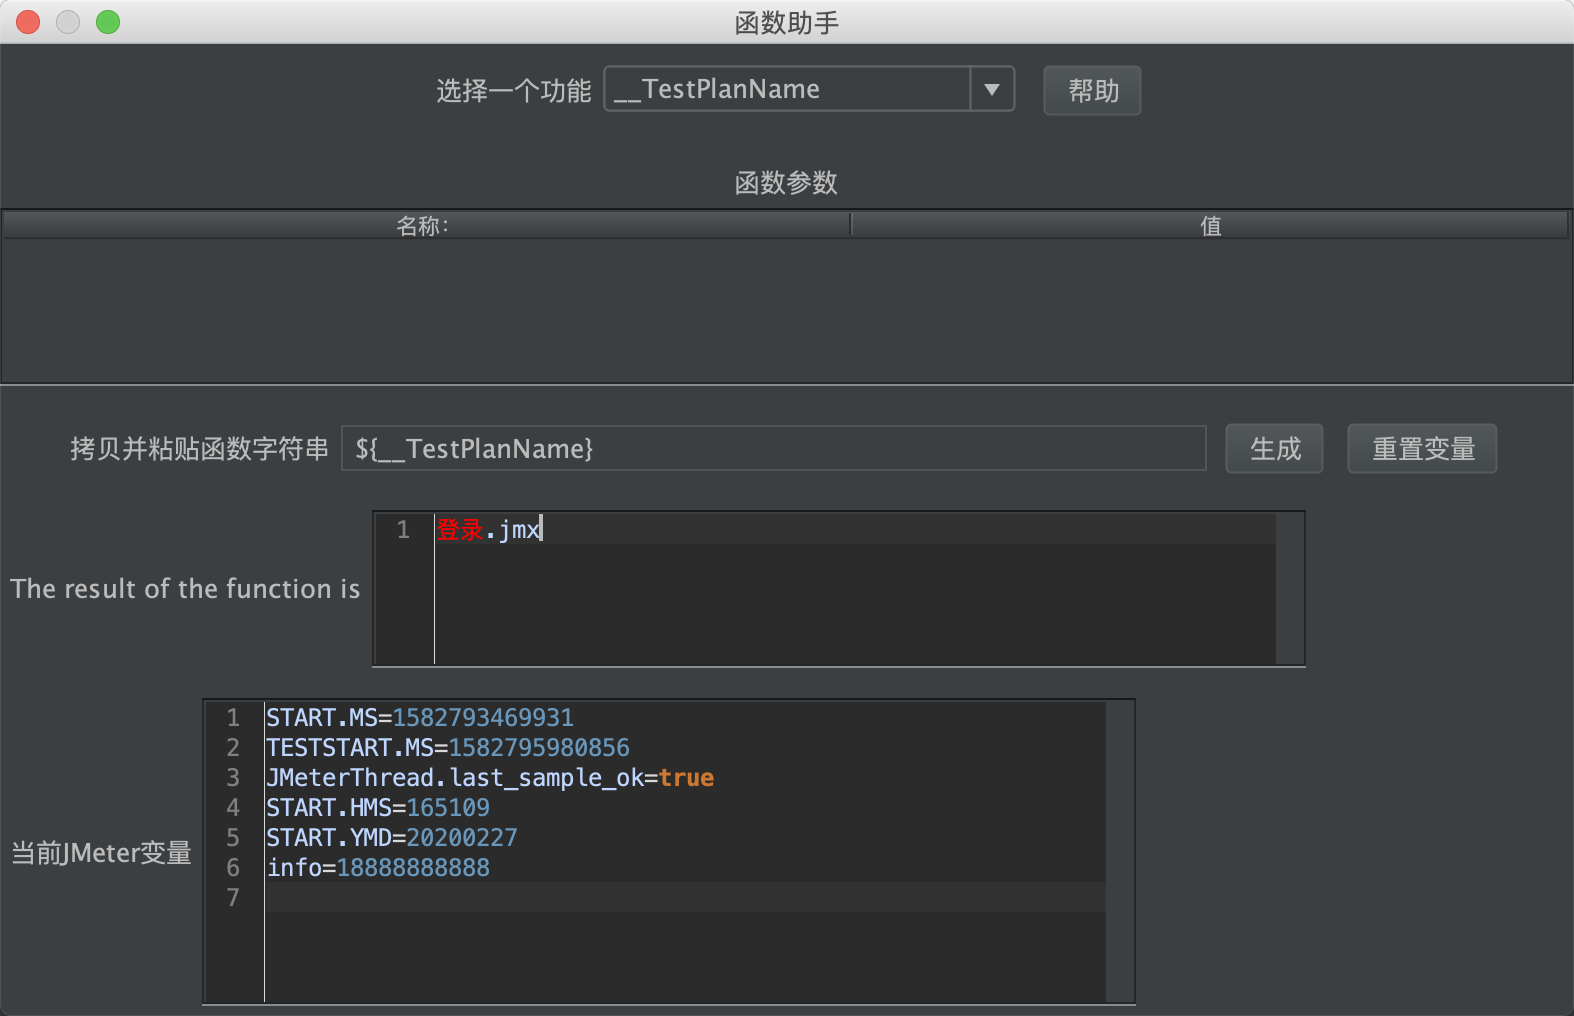 函数助手
选择一个功能 __TestPlanName 帮助
函数参数
名称: 值
拷贝并粘贴函数字符串 ${__TestPlanName} 生成 重置变量
The result of the function is
1 登录.jmx
当前JMeter变量
1 START.MS=1582793469931
2 TESTSTART.MS=1582795980856
3 JMeterThread.last_sample_ok=true
4 START.HMS=165109
5 START.YMD=20200227
6 info=18888888888
7